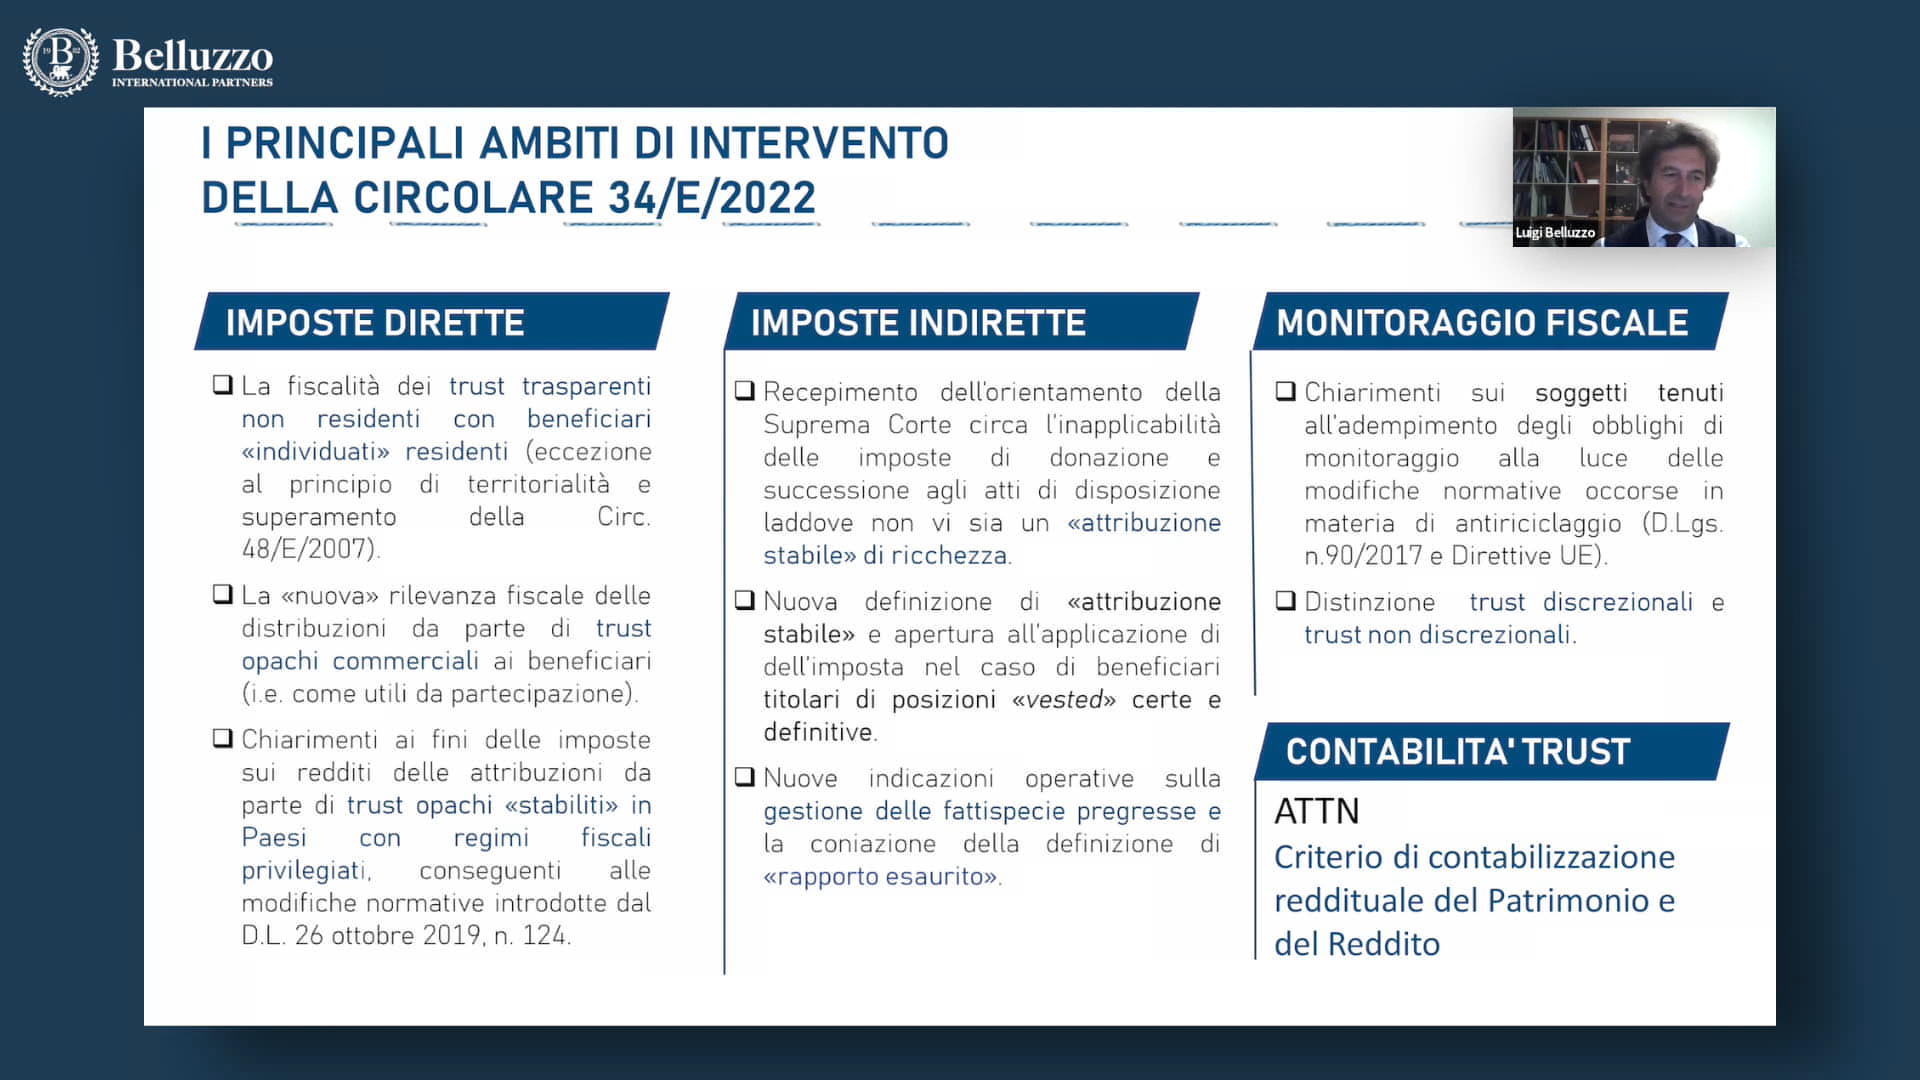 19 B 02
Belluzzo
INTERNATIONAL PARTNERS
I PRINCIPALI AMBITI DI INTERVENTO
DELLA CIRCOLARE 34/E/2022
Luigi Belluzzo
IMPOSTE DIRETTE
❑ La fiscalità dei trust trasparenti
non residenti con beneficiari
«individuati» residenti (eccezione
al principio di territorialità e
superamento della Circ.
48/E/2007).
❑ La «nuova» rilevanza fiscale delle
distribuzioni da parte di trust
opachi commerciali ai beneficiari
(i.e. come utili da partecipazione).
❑ Chiarimenti ai fini delle imposte
sui redditi delle attribuzioni da
parte di trust opachi «stabiliti» in
Paesi con regimi fiscali
privilegiati, conseguenti alle
modifiche normative introdotte dal
D.L. 26 ottobre 2019, n. 124.
IMPOSTE INDIRETTE
❑ Recepimento dell'orientamento della
Suprema Corte circa l'inapplicabilità
delle imposte di donazione e
successione agli atti di disposizione
laddove non vi sia un «attribuzione
stabile» di ricchezza.
❑ Nuova definizione di «attribuzione
stabile» e apertura all'applicazione di
dell'imposta nel caso di beneficiari
titolari di posizioni «vested» certe e
definitive.
❑ Nuove indicazioni operative sulla
gestione delle fattispecie pregresse e
la coniazione della definizione di
«rapporto esaurito».
MONITORAGGIO FISCALE
❑ Chiarimenti sui soggetti tenuti
all'adempimento degli obblighi di
monitoraggio alla luce delle
modifiche normative occorse in
materia di antiriciclaggio (D.Lgs.
n.90/2017 e Direttive UE).
❑ Distinzione trust discrezionali e
trust non discrezionali.
CONTABILITA' TRUST
ATTN
Criterio di contabilizzazione
reddituale del Patrimonio e
del Reddito